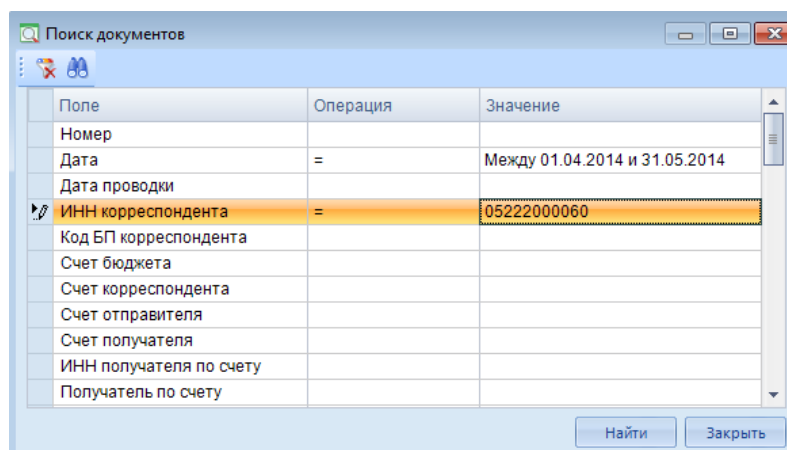 Поиск документов
Поле Операция Значение
Номер
Дата = Между 01.04.2014 и 31.05.2014
Дата проводки
ИНН корреспондента = 05222000060
Код БП корреспондента
Счет бюджета
Счет корреспондента
Счет отправителя
Счет получателя
ИНН получателя по счету
Получатель по счету
Найти Закрыть